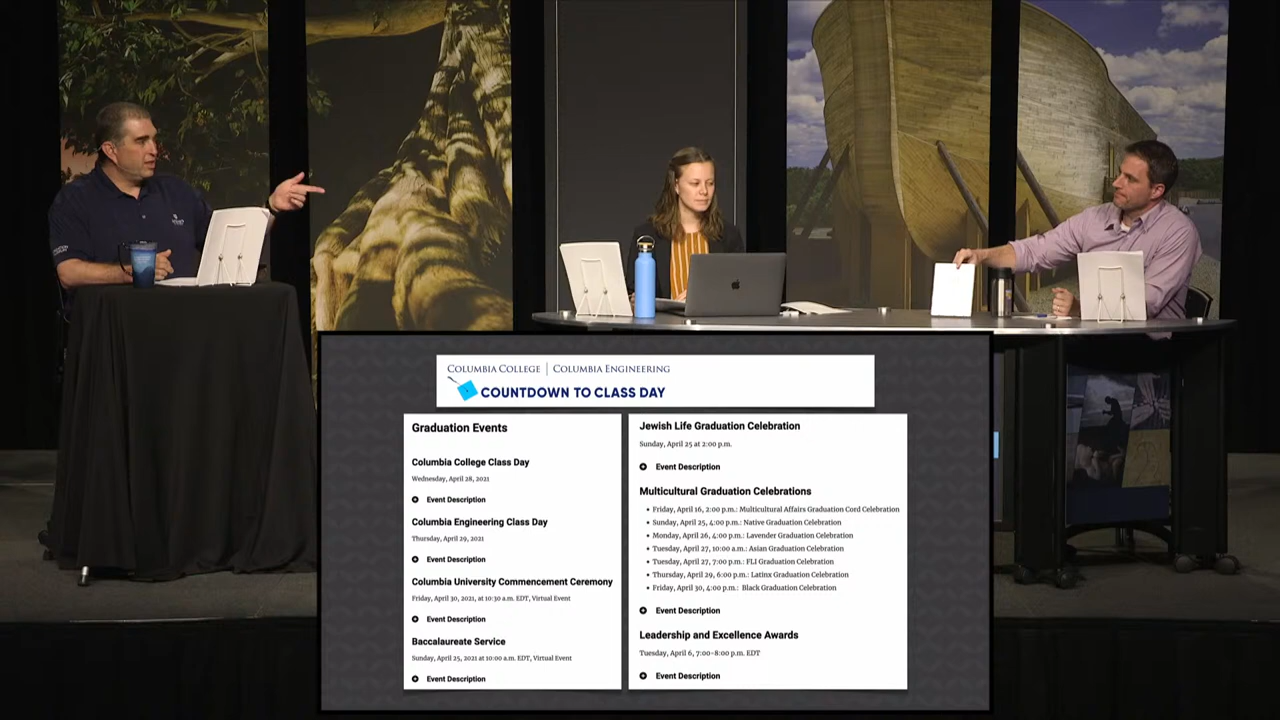 COLUMBIA COLLEGE | COLUMBIA ENGINEERING
COUNTDOWN TO CLASS DAY
Graduation Events
Columbia College Class Day
Wednesday, April 28, 2021
Event Description
Columbia Engineering Class Day
Thursday, April 29, 2021
Event Description
Columbia University Commencement Ceremony
Friday, April 30, 2021, at 10:30 a.m. EDT, Virtual Event
Event Description
Baccalaureate Service
Sunday, April 25, 2021 at 10:00 a.m. EDT, Virtual Event
Event Description
Jewish Life Graduation Celebration
Sunday, April 25 at 2:00 p.m.
Event Description
Multicultural Graduation Celebrations
• Friday, April 16, 2:00 p.m.: Multicultural Affairs Graduation Cord Celebration
• Sunday, April 25, 4:00 p.m.: Native Graduation Celebration
• Monday, April 26, 4:00 p.m.: Lavender Graduation Celebration
• Tuesday, April 27, 10:00 a.m.: Asian Graduation Celebration
• Tuesday, April 27, 7:00 p.m.: FLI Graduation Celebration
• Thursday, April 29, 6:00 p.m.: Latinx Graduation Celebration
• Friday, April 30, 4:00 p.m.: Black Graduation Celebration
Event Description
Leadership and Excellence Awards
Tuesday, April 6, 7:00-8:00 p.m. EDT
Event Description